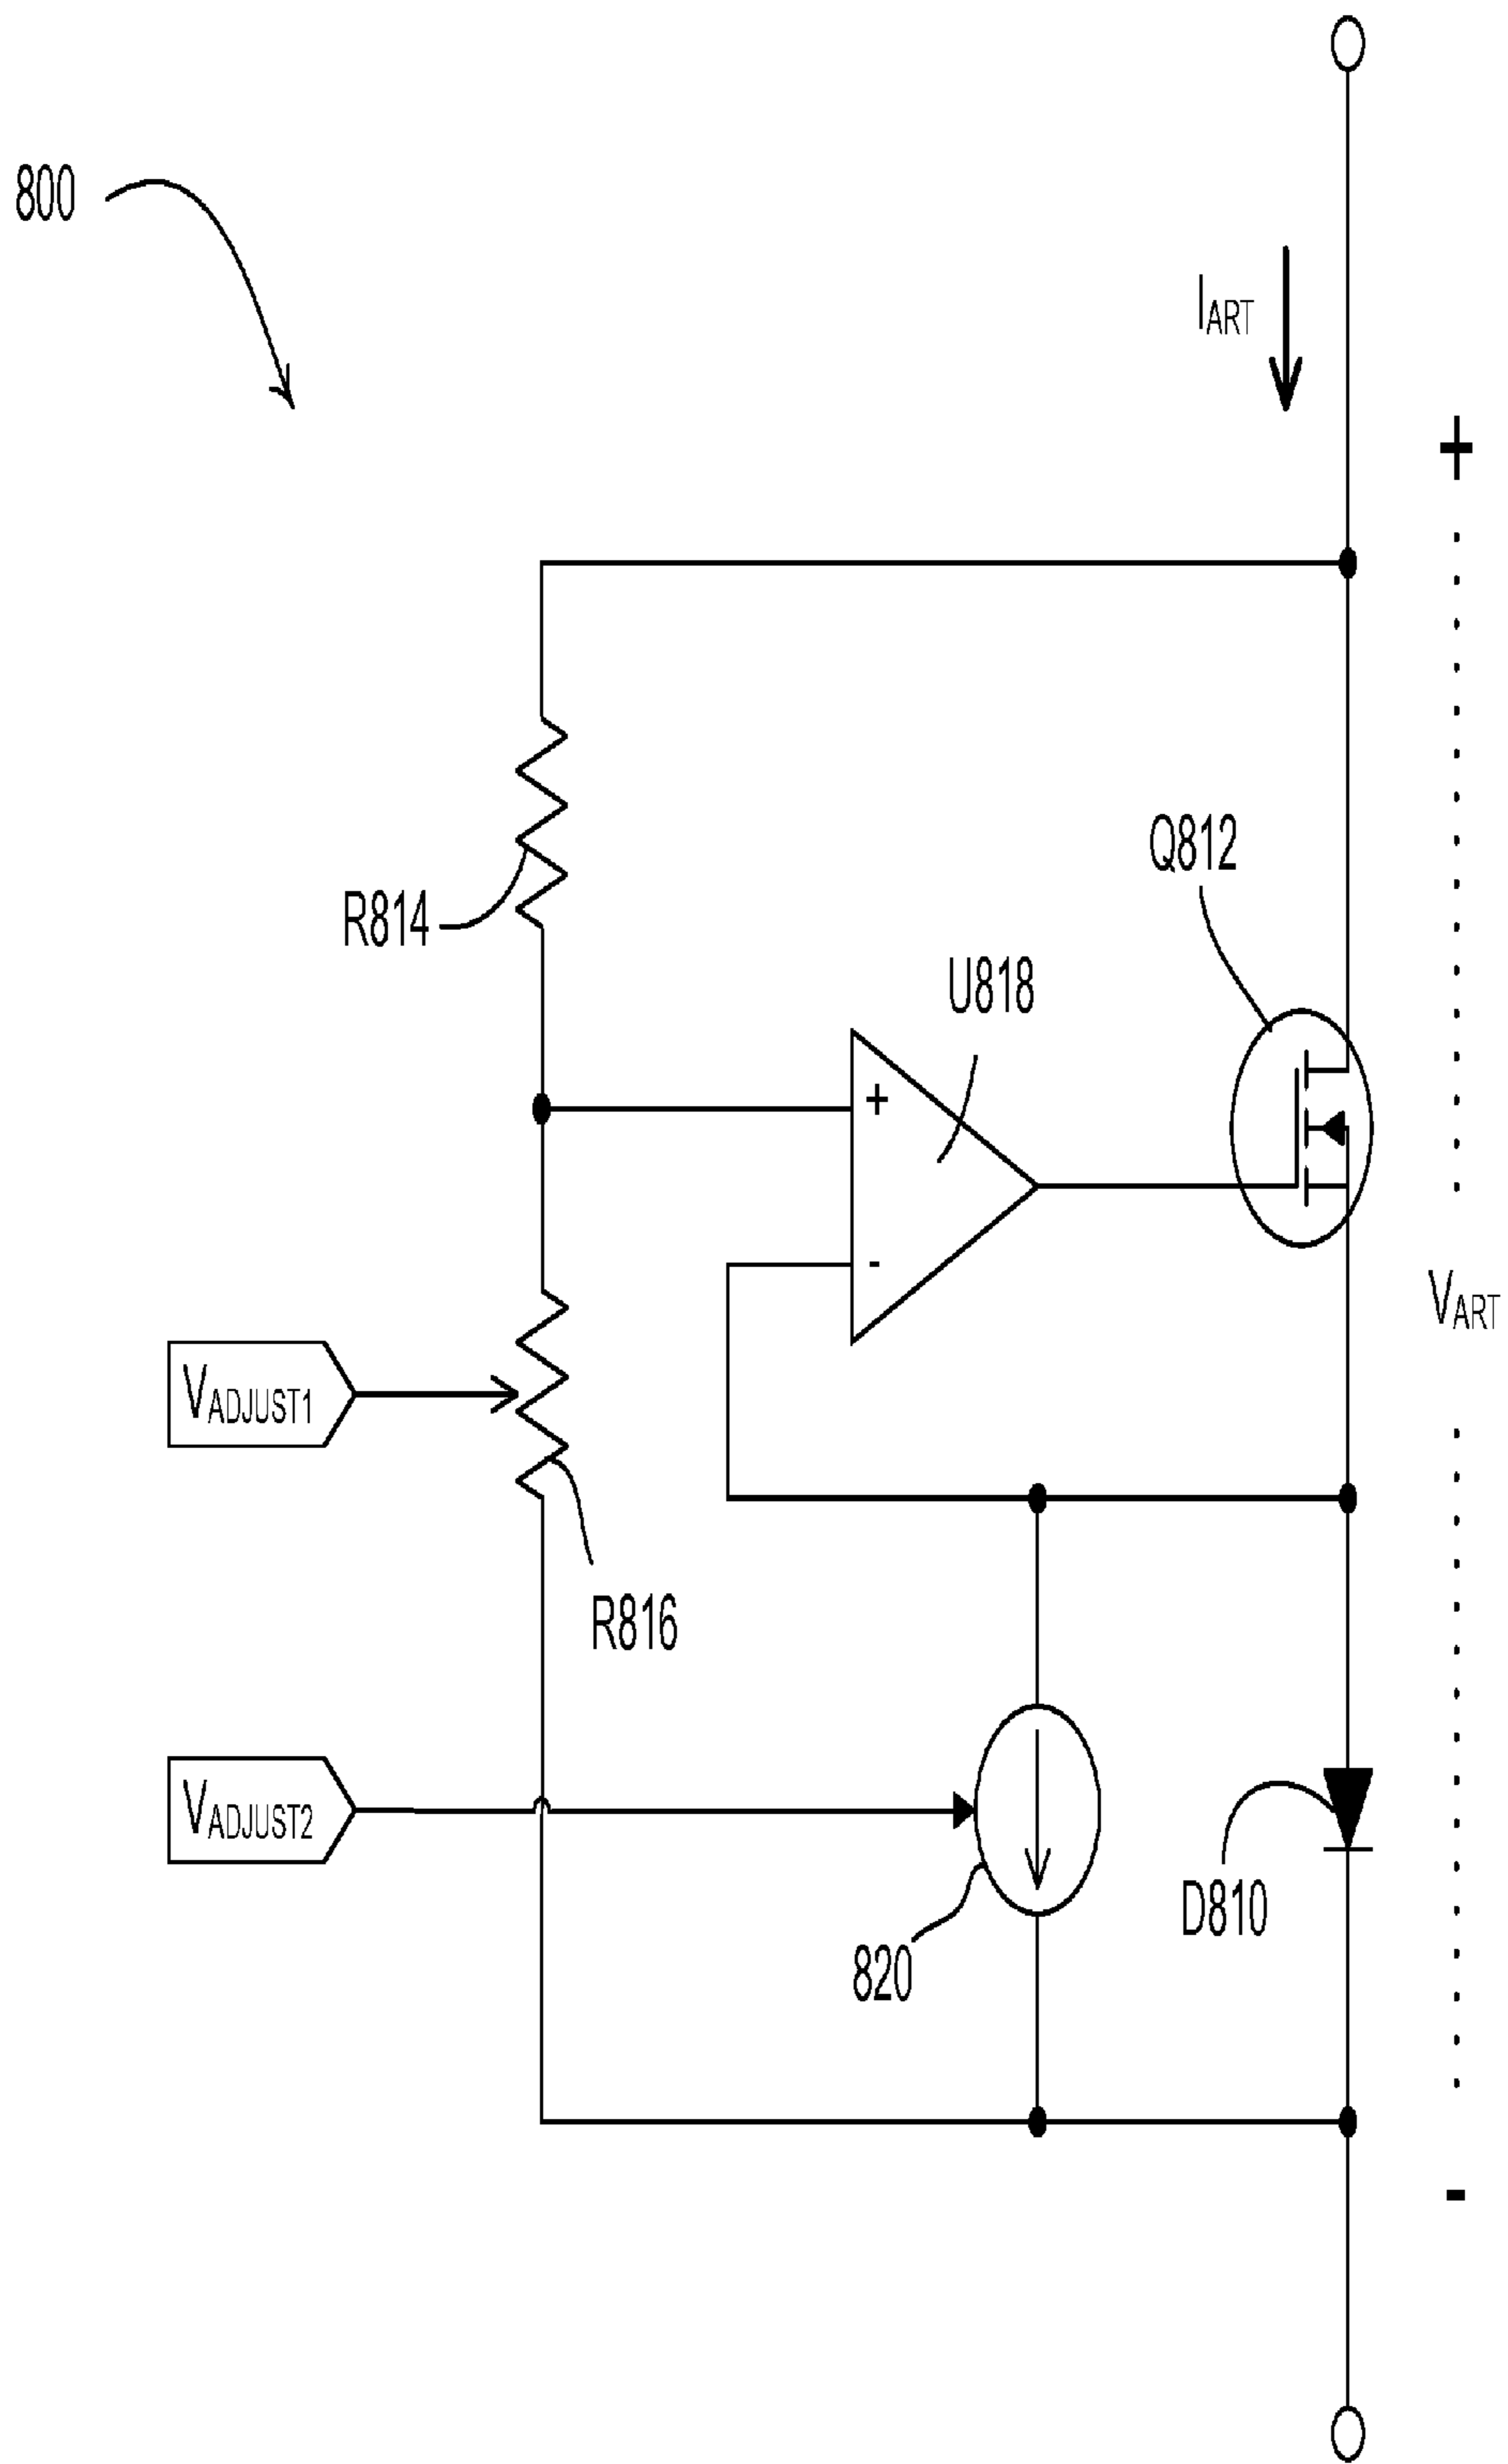 800
IART
+
Q812
R814
U818
+
-
VART
VADJUST1
R816
VADJUST2
D810
820
-